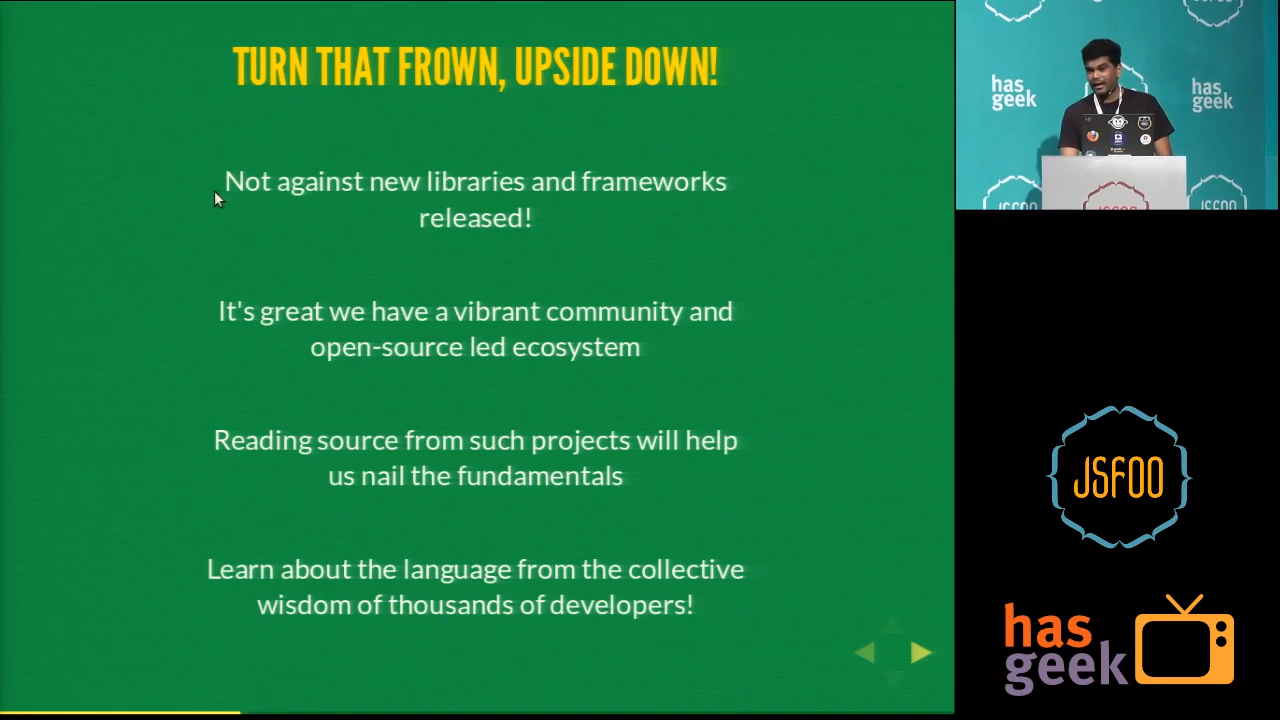 TURN THAT FROWN, UPSIDE DOWN!
Not against new libraries and frameworks
released!
It's great we have a vibrant community and
open-source led ecosystem
Reading source from such projects will help
us nail the fundamentals
Learn about the language from the collective
wisdom of thousands of developers!
has
geek
has
geek
JSFOO
JSFOO
JSFOO
has
geek